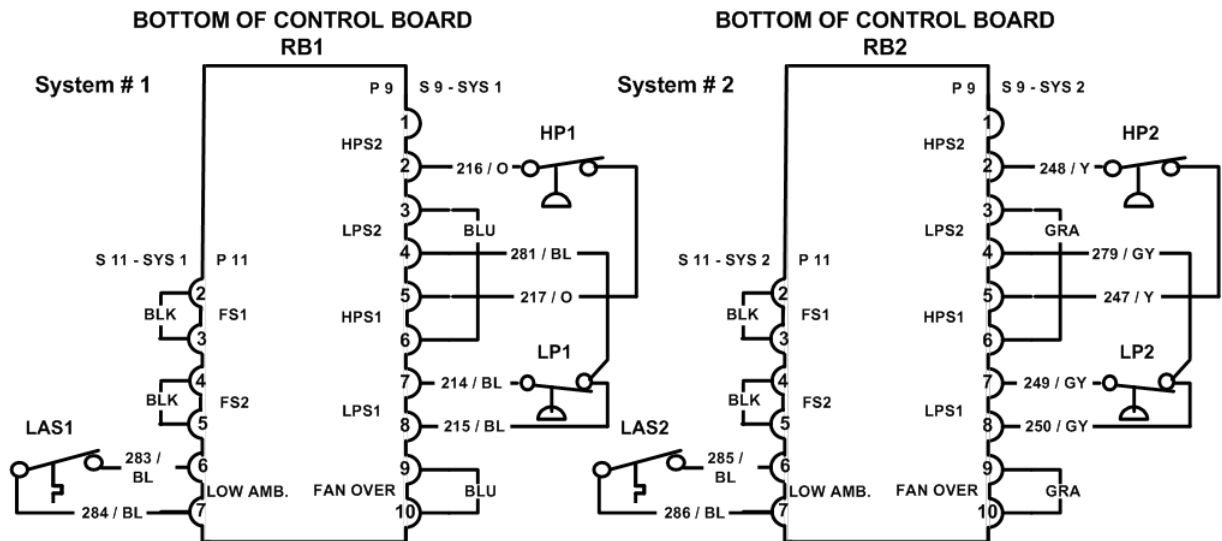 BOTTOM OF CONTROL BOARD
RB1
System # 1
P 9
S 9 - SYS 1
1
HPS2
HP1
2
216 / O
3
LPS2
BLU
4
281 / BL
S 11 - SYS 1
P 11
5
217 / O
2
BLK
FS1
HPS1
3
6
LP1
4
7
214 / BL
BLK
FS2
LPS1
5
8
215 / BL
LAS1
283 /
BL
6
9
LOW AMB.
FAN OVER
BLU
284 / BL
7
10
BOTTOM OF CONTROL BOARD
RB2
System # 2
P 9
S 9 - SYS 2
1
HPS2
HP2
2
248 / Y
3
LPS2
GRA
4
279 / GY
S 11 - SYS 2
P 11
5
247 / Y
2
BLK
FS1
HPS1
3
6
LP2
4
7
249 / GY
BLK
FS2
LPS1
5
8
250 / GY
LAS2
285 /
BL
6
9
LOW AMB.
FAN OVER
GRA
286 / BL
7
10